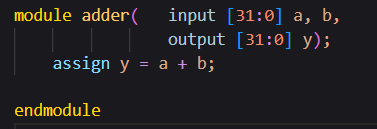 module adder(   input [31:0] a, b,
                output [31:0] y);
    assign y = a + b;
endmodule